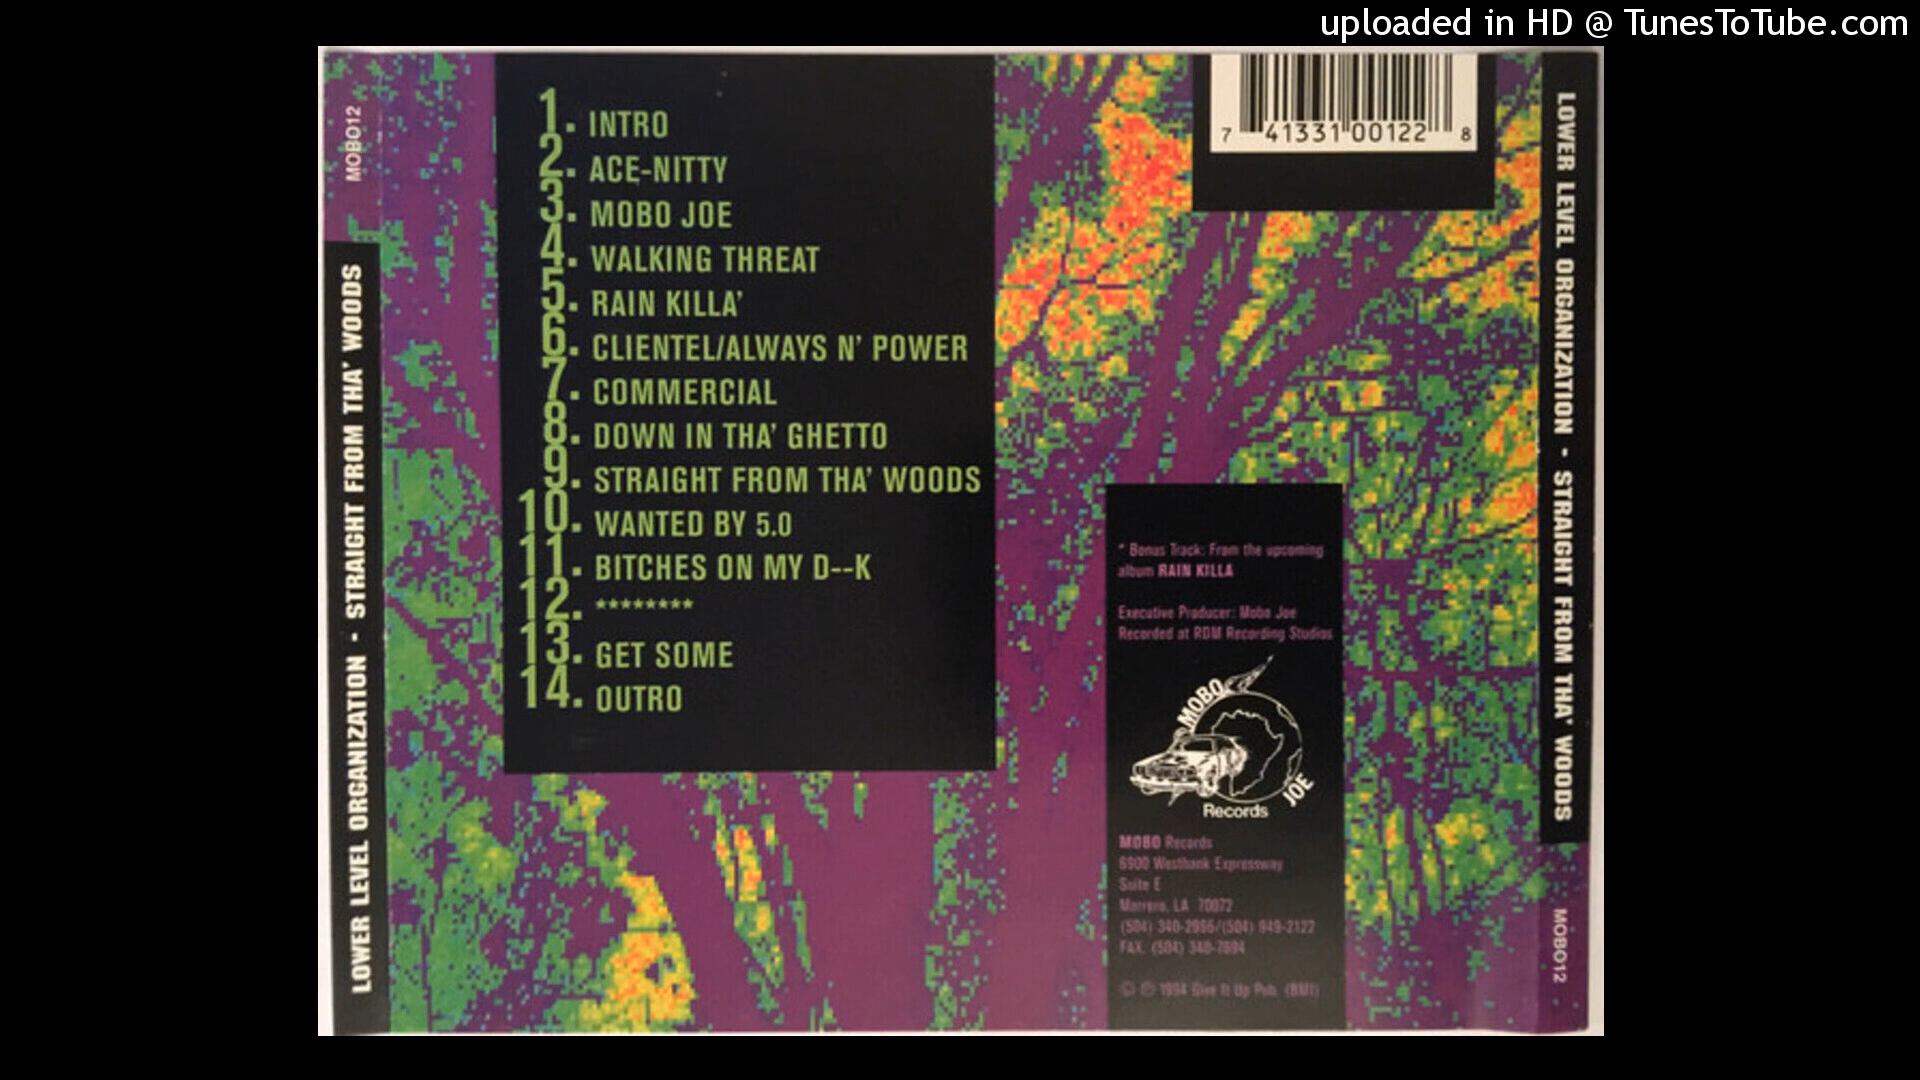 uploaded in HD @ TunesToTube.com
MOBO12
LOWER LEVEL ORGANIZATION · STRAIGHT FROM THA' WOODS
1. INTRO
2. ACE-NITTY
3. MOBO JOE
4. WALKING THREAT
5. RAIN KILLA'
6. CLIENTEL/ALWAYS N' POWER
7. COMMERCIAL
8. DOWN IN THA' GHETTO
9. STRAIGHT FROM THA' WOODS
10. WANTED BY 5.0
11. BITCHES ON MY D--K
12. ********
13. GET SOME
14. OUTRO
7 41331 00122 8
* Bonus Track: From the upcoming
album RAIN KILLA
Executive Producer: Mobo Joe
Recorded at RDM Recording Studios
MOBO
JOE
Records
MOBO Records
6900 Westbank Expressway
Suite E
Marrero, LA 70072
(504) 340-2966/(504) 949-2122
FAX. (504) 340-7894
© ℗ 1994 Give It Up Pub. (BMI)
LOWER LEVEL ORGANIZATION · STRAIGHT FROM THA' WOODS
MOBO12